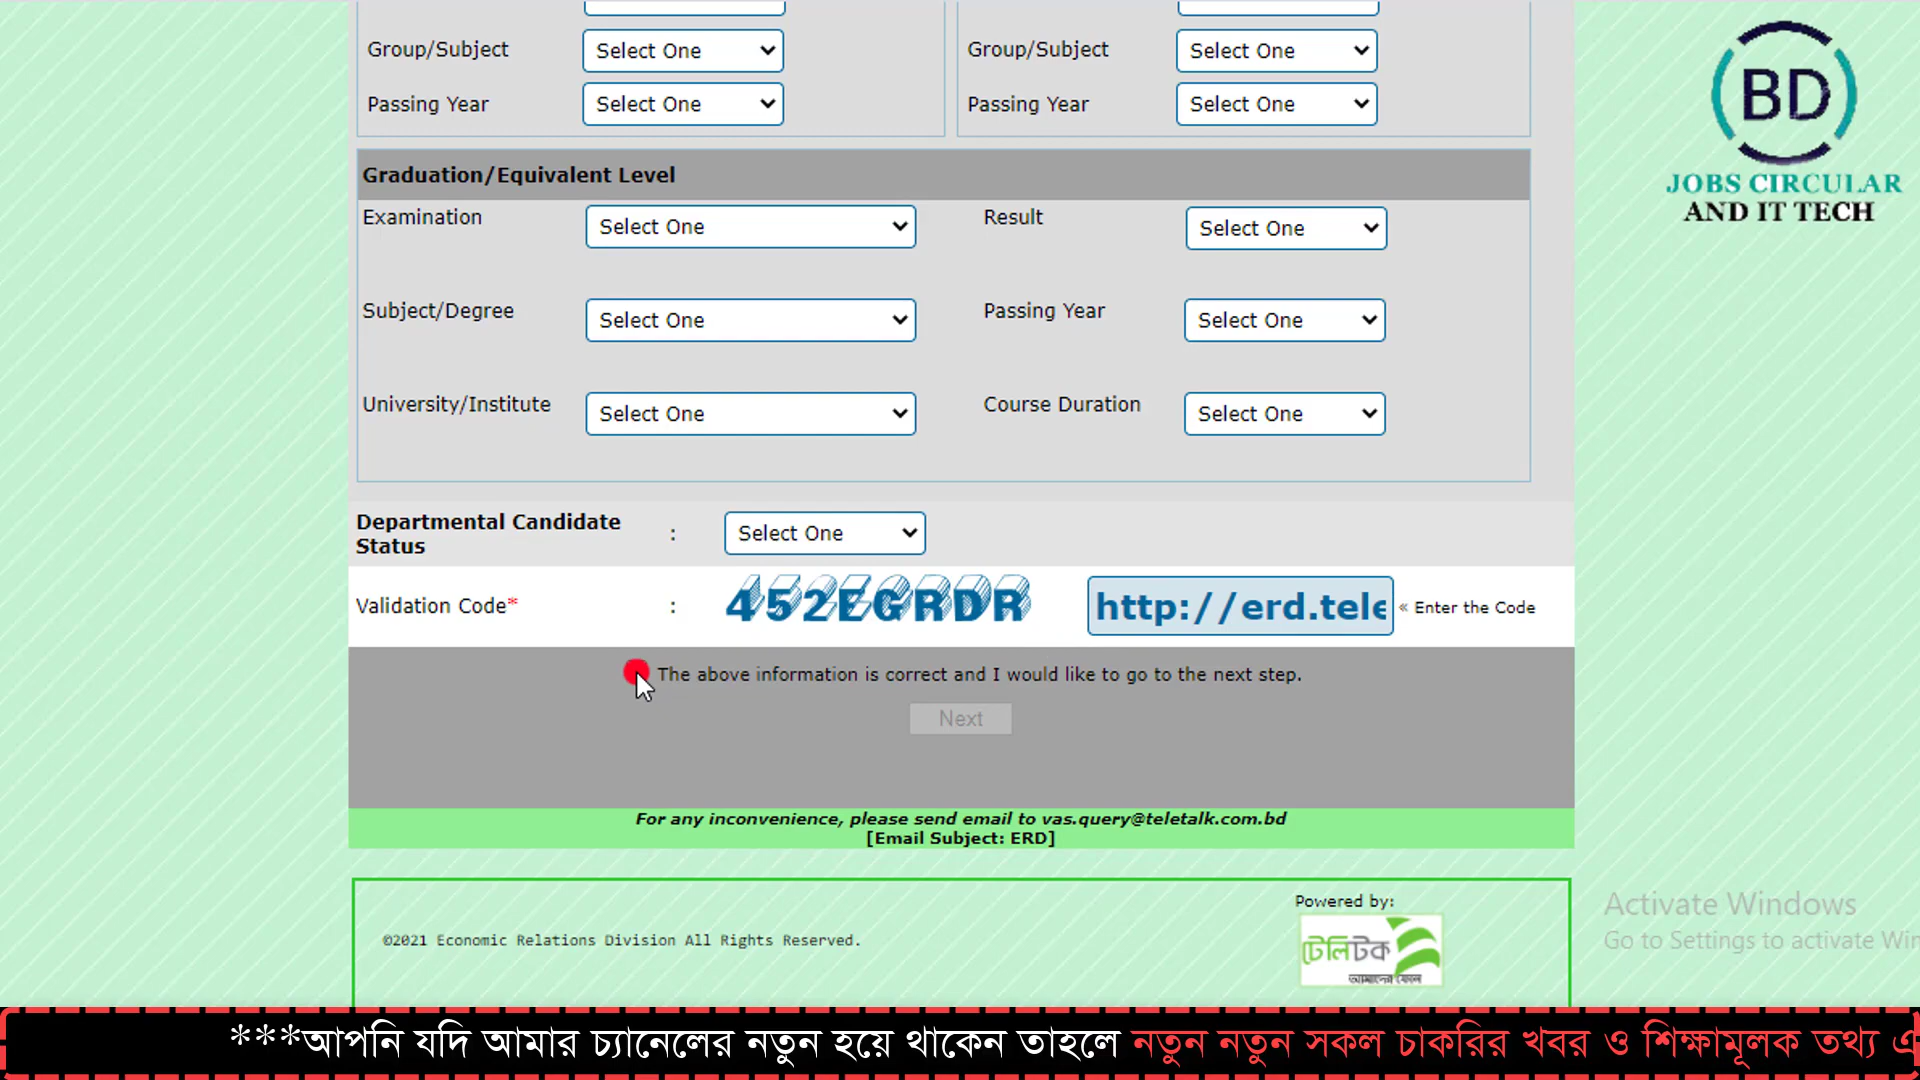 Group/Subject Select One Group/Subject Select One
Passing Year Select One Passing Year Select One
BD
JOBS CIRCULAR
AND IT TECH
Graduation/Equivalent Level
Examination Select One Result Select One
Subject/Degree Select One Passing Year Select One
University/Institute Select One Course Duration Select One
Departmental Candidate Status : Select One
Validation Code* : 452EGRDR http://erd.tele « Enter the Code
The above information is correct and I would like to go to the next step.
Next
For any inconvenience, please send email to vas.query@teletalk.com.bd
[Email Subject: ERD]
Powered by:
টেলিটক
আমাদের ফোন
©2021 Economic Relations Division All Rights Reserved.
Activate Windows
Go to Settings to activate Win
***আপনি যদি আমার চ্যানেলের নতুন হয়ে থাকেন তাহলে নতুন নতুন সকল চাকরির খবর ও শিক্ষামূলক তথ্য এ